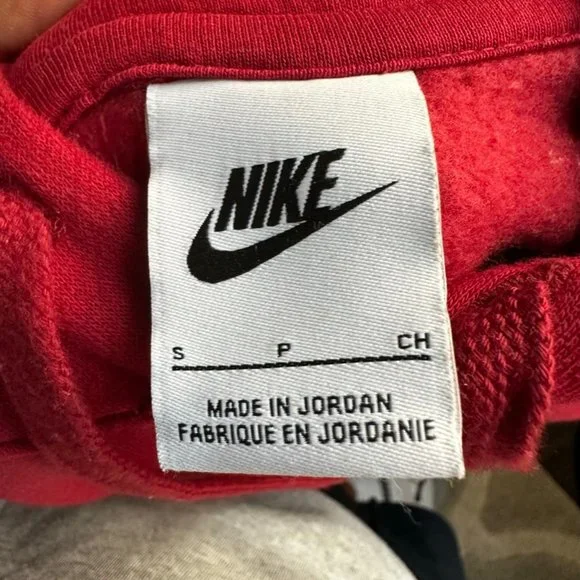 NIKE
S P CH
MADE IN JORDAN
FABRIQUE EN JORDANIE